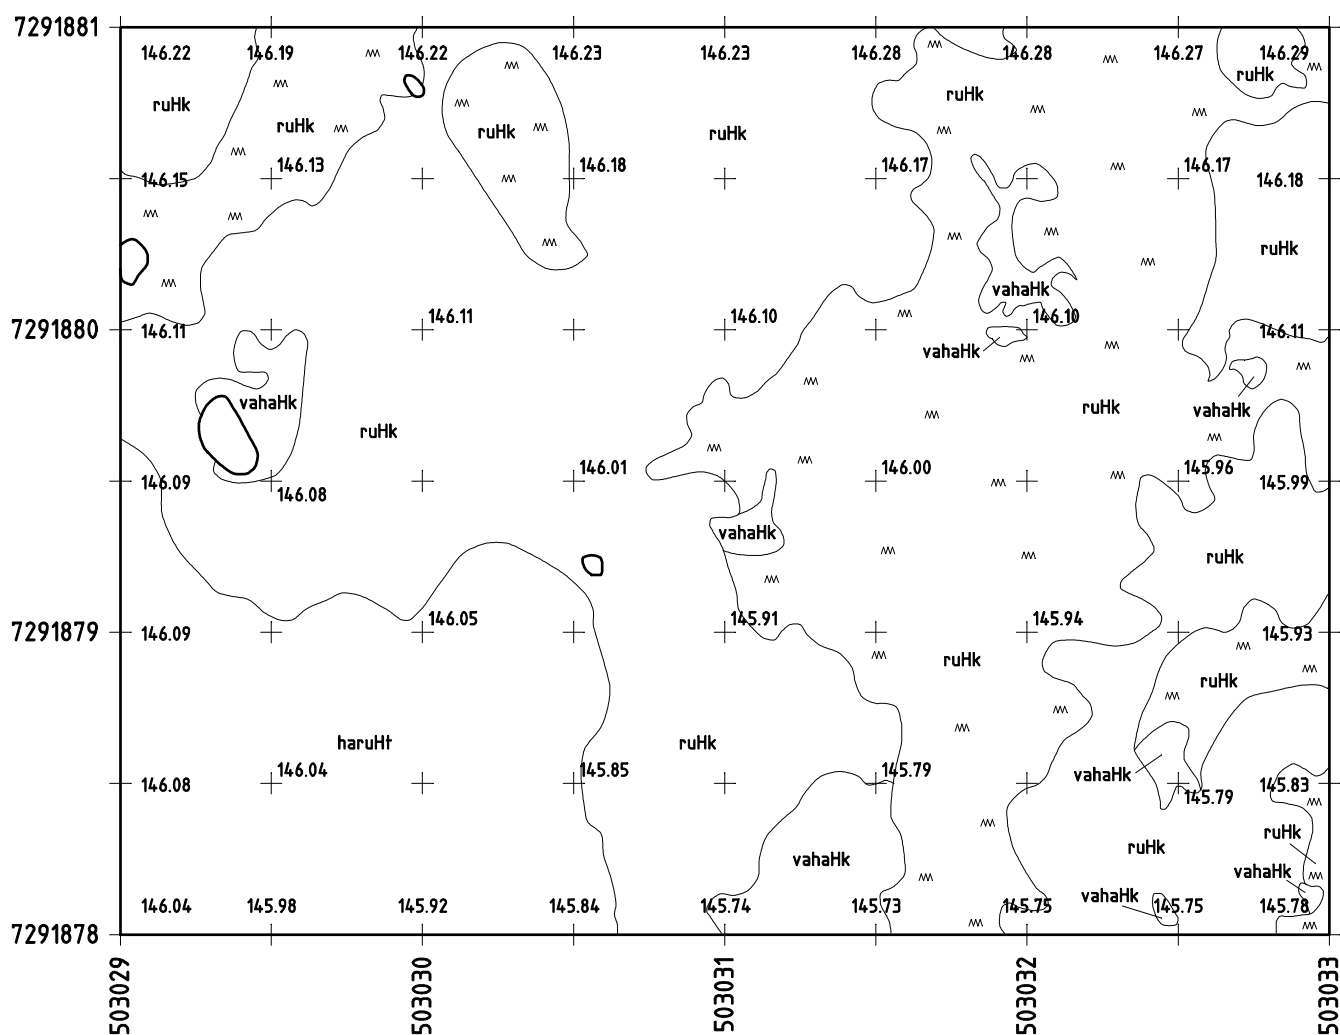 7291881
146.22 146.19 146.22 146.23 146.23 146.28 146.28 146.27 146.29
ruHk
ruHk
ruHk
ruHk ruHk ruHk
146.15 146.13 146.18 146.17 146.17 146.18
ruHk
vahaHk
7291880 146.11 146.11 146.10 146.10 146.11
vahaHk
vahaHk ruHk vahaHk
ruHk
146.09 146.08 146.01 146.00 145.96 145.99
vahaHk
ruHk
7291879 146.09 146.05 145.91 145.94 145.93
ruHk
ruHk
haruHt ruHk
146.08 146.04 145.85 145.79 vahaHk 145.79 145.83
ruHk
vahaHk ruHk
vahaHk
vahaHk
146.04 145.98 145.92 145.84 145.74 145.73 145.75 145.75 145.78
7291878
503029 503030 503031 503032 503033